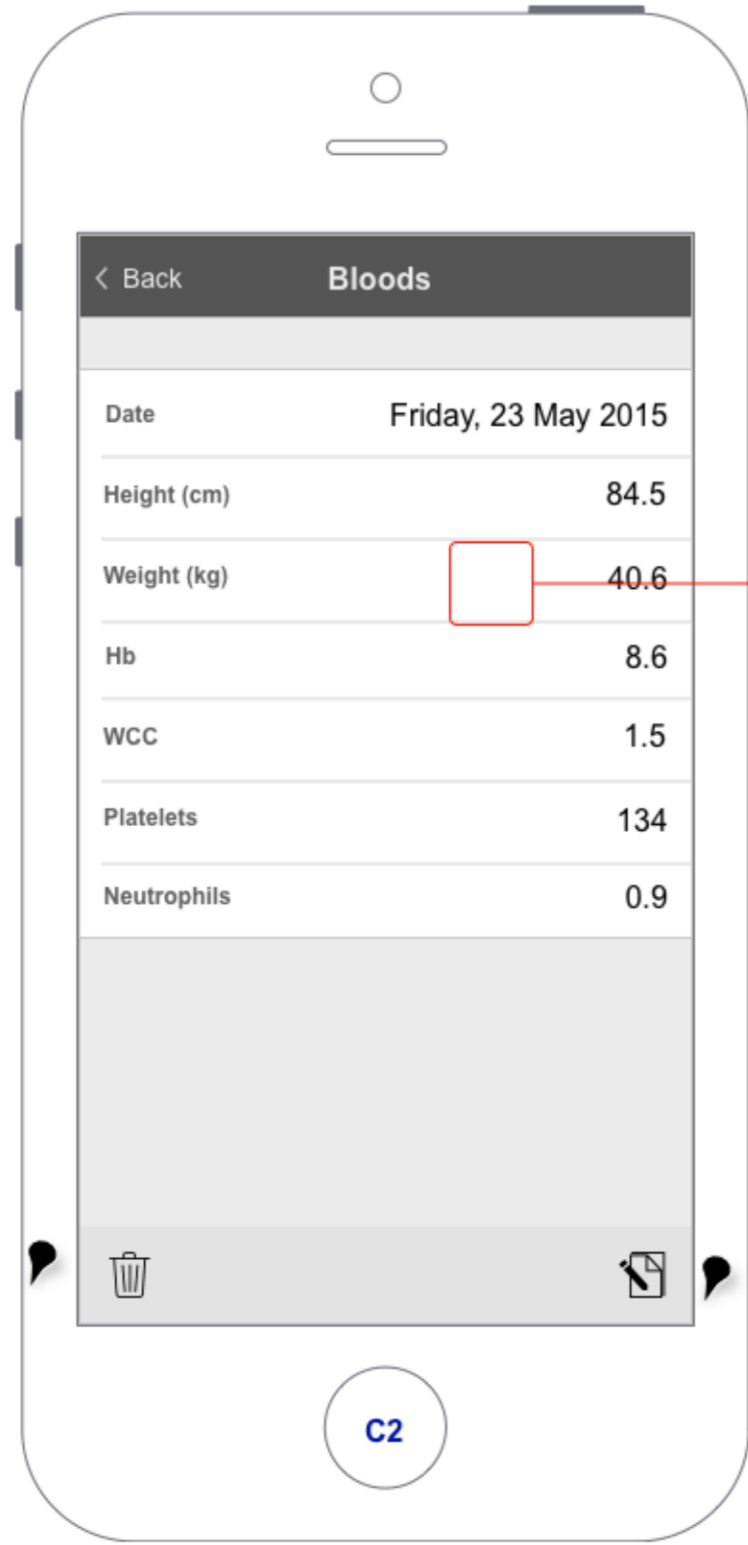 < Back Bloods
Date Friday, 23 May 2015
Height (cm) 84.5
Weight (kg) 40.6
Hb 8.6
WCC 1.5
Platelets 134
Neutrophils 0.9
C2